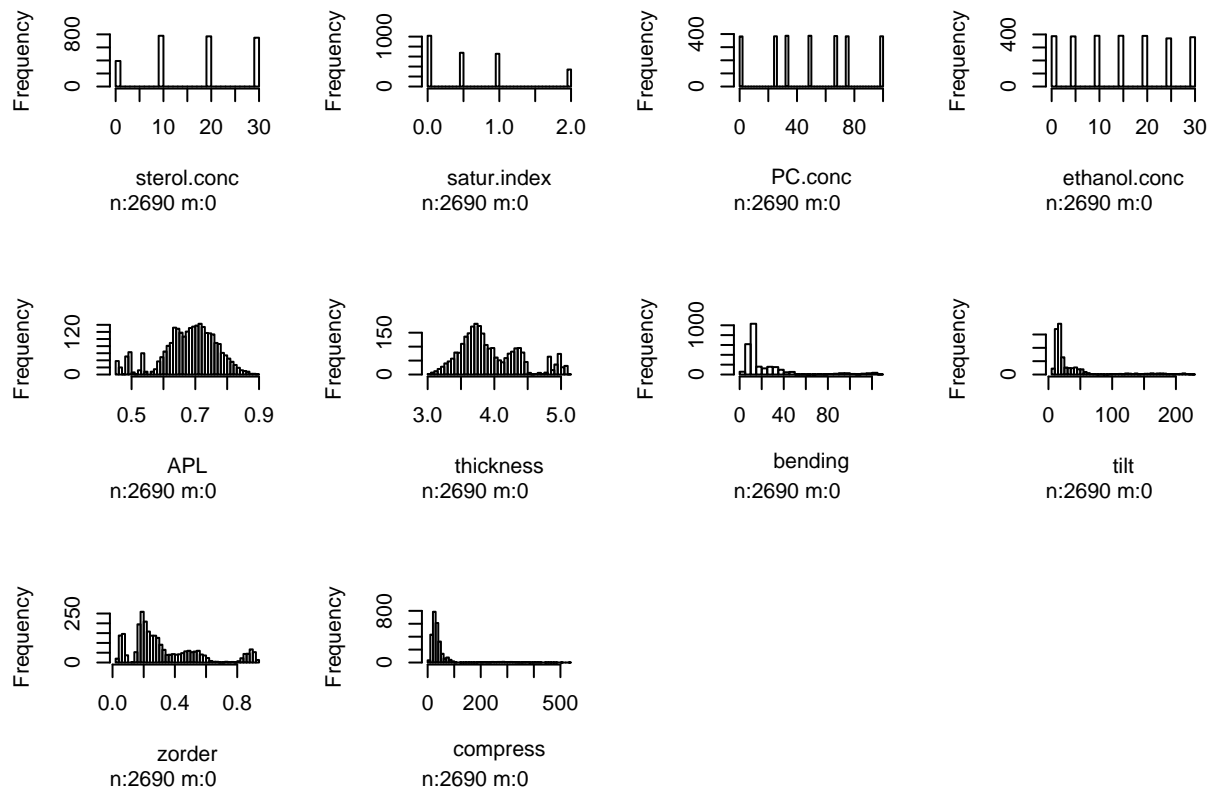 Frequency
0 800
0 10 20 30
sterol.conc
n:2690 m:0
Frequency
0 1000
0.0 1.0 2.0
satur.index
n:2690 m:0
Frequency
0 400
0 40 80
PC.conc
n:2690 m:0
Frequency
0 400
0 10 20 30
ethanol.conc
n:2690 m:0
Frequency
0 120
0.5 0.7 0.9
APL
n:2690 m:0
Frequency
0 150
3.0 4.0 5.0
thickness
n:2690 m:0
Frequency
0 1000
0 40 80
bending
n:2690 m:0
Frequency
0
0 100 200
tilt
n:2690 m:0
Frequency
0 250
0.0 0.4 0.8
zorder
n:2690 m:0
Frequency
0 800
0 200 500
compress
n:2690 m:0